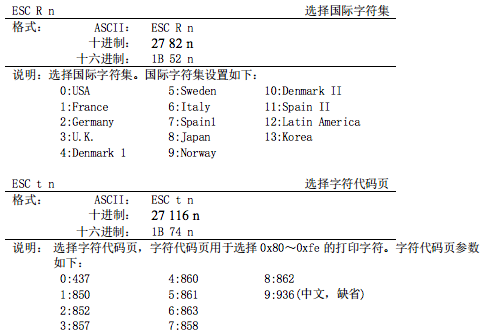 ESC R n 选择国际字符集
格式: ASCII: ESC R n
十进制: 27 82 n
十六进制: 1B 52 n
说明: 选择国际字符集。国际字符集设置如下:
0:USA 5:Sweden 10:Denmark II
1:France 6:Italy 11:Spain II
2:Germany 7:Spain1 12:Latin America
3:U.K. 8:Japan 13:Korea
4:Denmark 1 9:Norway
ESC t n 选择字符代码页
格式: ASCII: ESC t n
十进制: 27 116 n
十六进制: 1B 74 n
说明: 选择字符代码页,字符代码页用于选择 0x80～0xfe 的打印字符。字符代码页参数
如下:
0:437 4:860 8:862
1:850 5:861 9:936(中文,缺省)
2:852 6:863
3:857 7:858